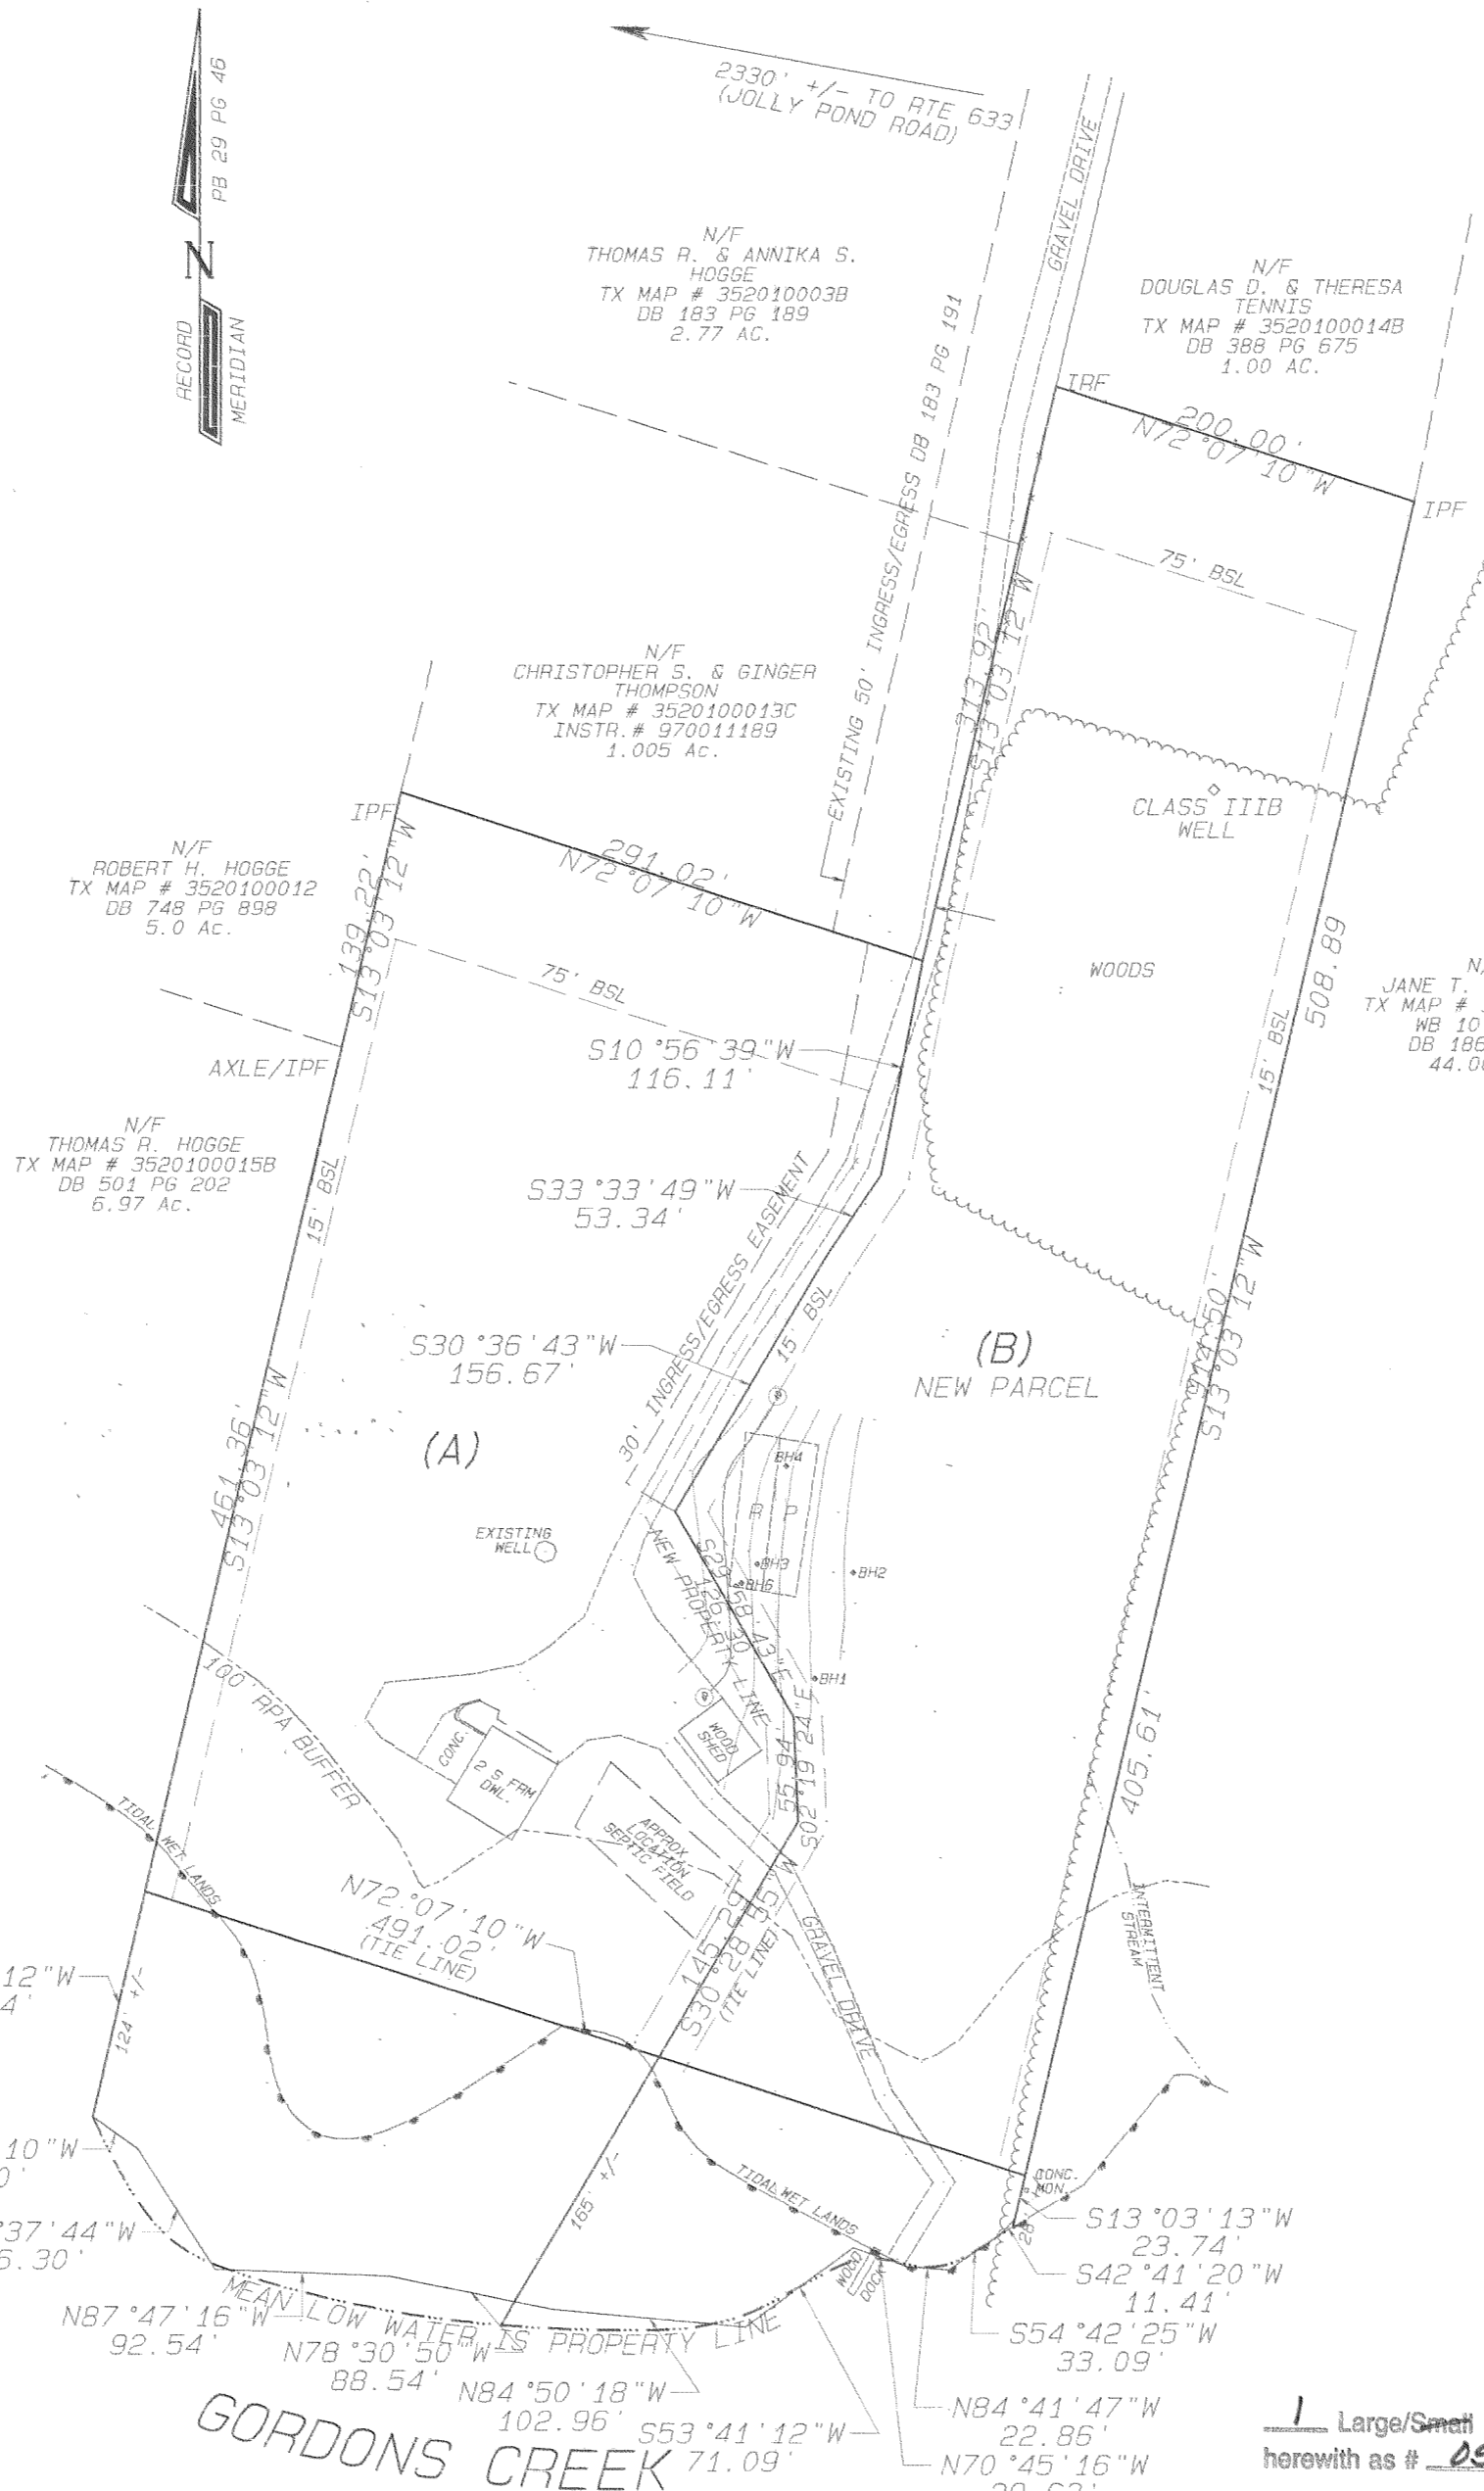 PB 29 PG 46
N
RECORD
MERIDIAN
2330' +/- TO RTE 633
(JOLLY POND ROAD)
GRAVEL DRIVE
N/F
THOMAS R. & ANNIKA S.
HOGGE
TX MAP # 352010003B
DB 183 PG 189
2.77 AC.
N/F
DOUGLAS D. & THERESA
TENNIS
TX MAP # 3520100014B
DB 388 PG 675
1.00 AC.
IRF
200.00'
N72°07'10"W
IPF
EXISTING 50' INGRESS/EGRESS DB 183 PG 191
75' BSL
313.92'
S13°03'12"W
N/F
CHRISTOPHER S. & GINGER
THOMPSON
TX MAP # 3520100013C
INSTR.# 970011189
1.005 Ac.
IPF
291.02'
N72°07'10"W
CLASS IIIB
WELL
N/F
ROBERT H. HOGGE
TX MAP # 3520100012
DB 748 PG 898
5.0 Ac.
139.22'
S13°03'12"W
75' BSL
WOODS
508.89
15' BSL
JANE T.
TX MAP #
WB 10
DB 186
AXLE/IPF
S10°56'39"W
116.11'
N/F
THOMAS R. HOGGE
TX MAP # 3520100015B
DB 501 PG 202
6.97 Ac.
15' BSL
S33°33'49"W
53.34'
30' INGRESS/EGRESS EASEMENT
S30°36'43"W
156.67'
15' BSL
(B)
NEW PARCEL
S13°03'12"W
(A)
461.36'
S13°03'12"W
BH4
R P
EXISTING
WELL
BH3
BH6
BH2
S29°58'43"E
126.30
NEW PROPERTY LINE
BH1
100' RPA BUFFER
WOOD
SHED
CONC.
2 S FRM
DWL.
55.94'
S02°19'24"E
405.61'
TIDAL WET LANDS
APPROX
LOCATION
SEPTIC FIELD
N72°07'10"W
491.02'
(TIE LINE)
145.29'
S30°28'55"W
(TIE LINE)
GRAVEL DRIVE
INTERMITTENT
STREAM
12"W
4'
124' +/-
165' +/-
TIDAL WET LANDS
CONC.
MON.
28'
10"W
0'
°37'44"W
6.30'
S13°03'13"W
23.74'
S42°41'20"W
11.41'
WOOD
DOCK
S54°42'25"W
33.09'
MEAN LOW WATER IS PROPERTY LINE
N87°47'16"W
92.54'
N78°30'50"W
88.54'
N84°50'18"W
102.96'
S53°41'12"W
71.09'
N84°41'47"W
22.86'
N70°45'16"W
GORDONS CREEK
1 Large/Small
herewith as #